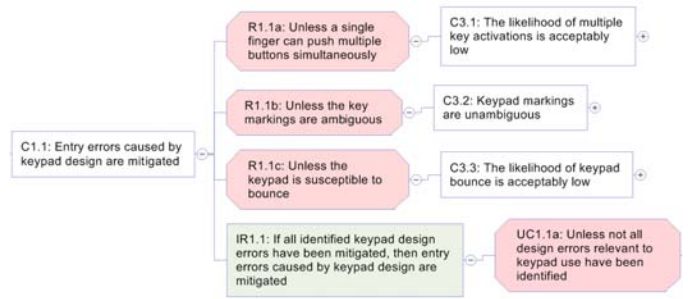 R1.1a: Unless a single
finger can push multiple
buttons simultaneously
C3.1: The likelihood of multiple
key activations is acceptably
low
R1.1b: Unless the key
markings are ambiguous
C3.2: Keypad markings
are unambiguous
C1.1: Entry errors caused by
keypad design are mitigated
R1.1c: Unless the
keypad is susceptible to
bounce
C3.3: The likelihood of keypad
bounce is acceptably low
IR1.1: If all identified keypad design
errors have been mitigated, then entry
errors caused by keypad design are
mitigated
UC1.1a: Unless not all
design errors relevant to
keypad use have been
identified